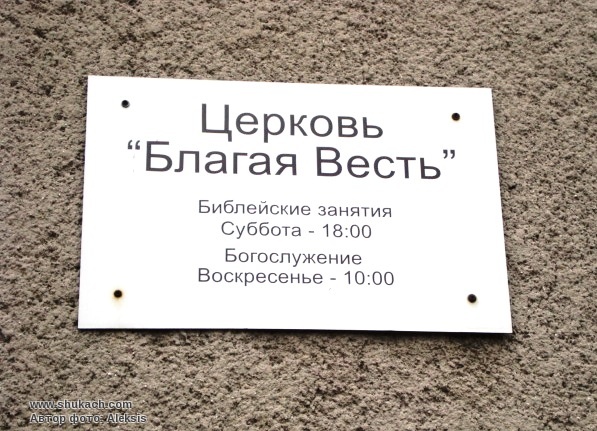 Церковь
“Благая Весть”
Библейские занятия
Суббота - 18:00
Богослужение
Воскресенье - 10:00
www.shukach.com
Автор фото: Aleksis